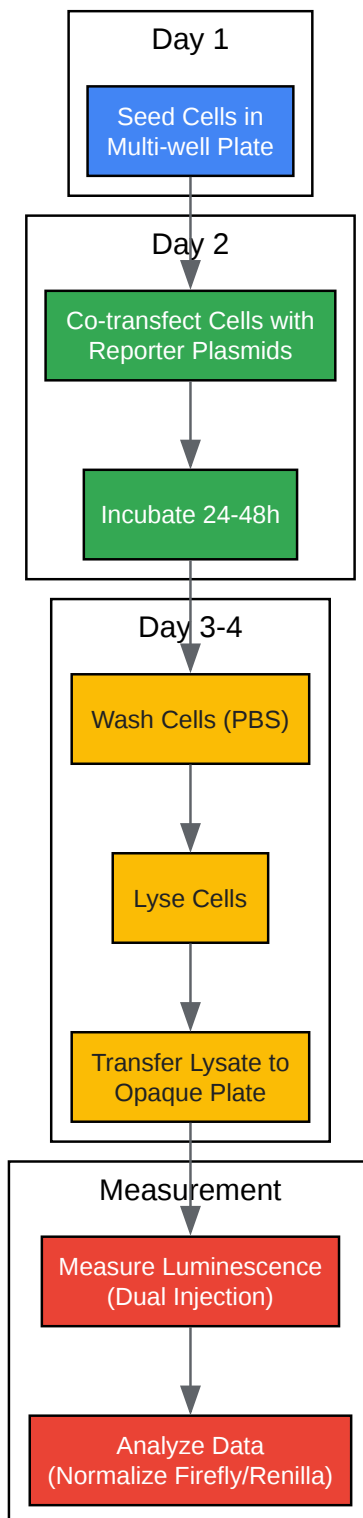 Day 1
Seed Cells in
Multi-well Plate
Day 2
Co-transfect Cells with
Reporter Plasmids
Incubate 24-48h
Day 3-4
Wash Cells (PBS)
Lyse Cells
Transfer Lysate to
Opaque Plate
Measurement
Measure Luminescence
(Dual Injection)
Analyze Data
(Normalize Firefly/Renilla)